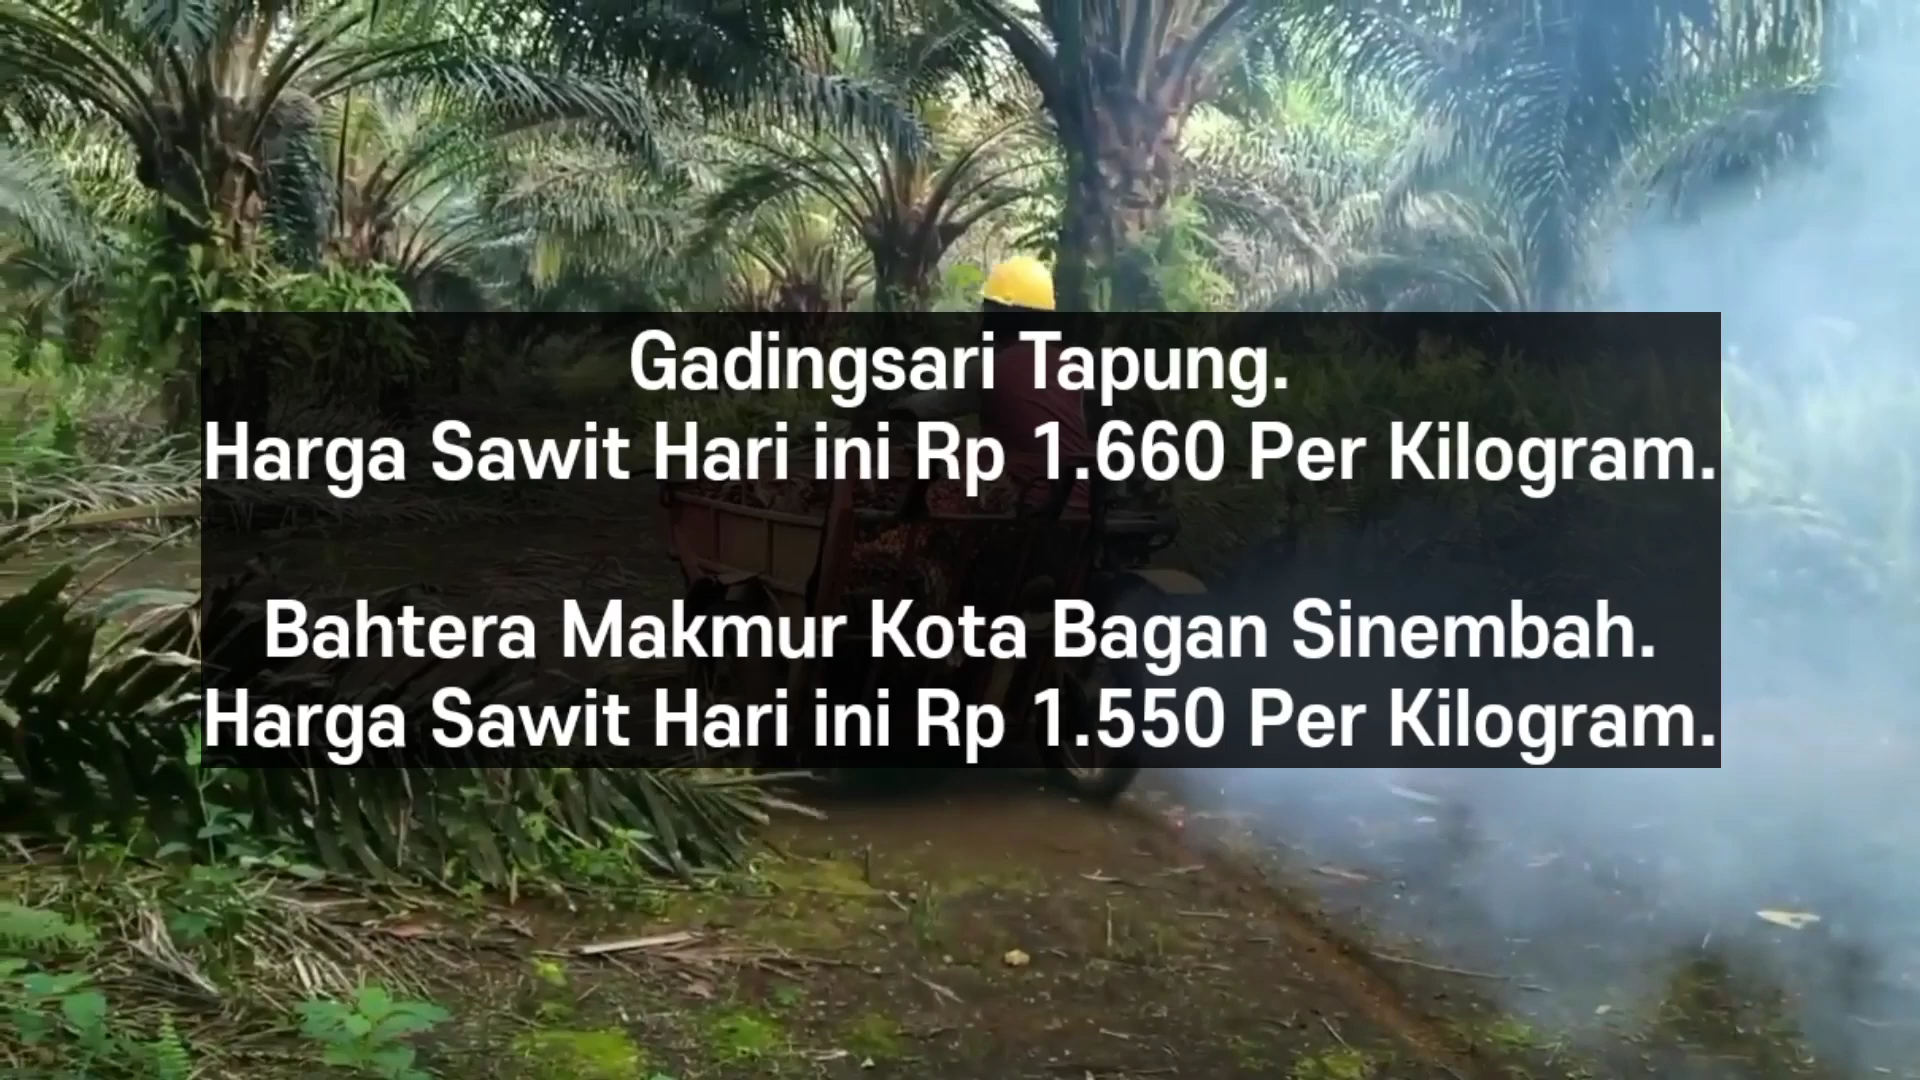 Gadingsari Tapung.
Harga Sawit Hari ini Rp 1.660 Per Kilogram.
Bahtera Makmur Kota Bagan Sinembah.
Harga Sawit Hari ini Rp 1.550 Per Kilogram.